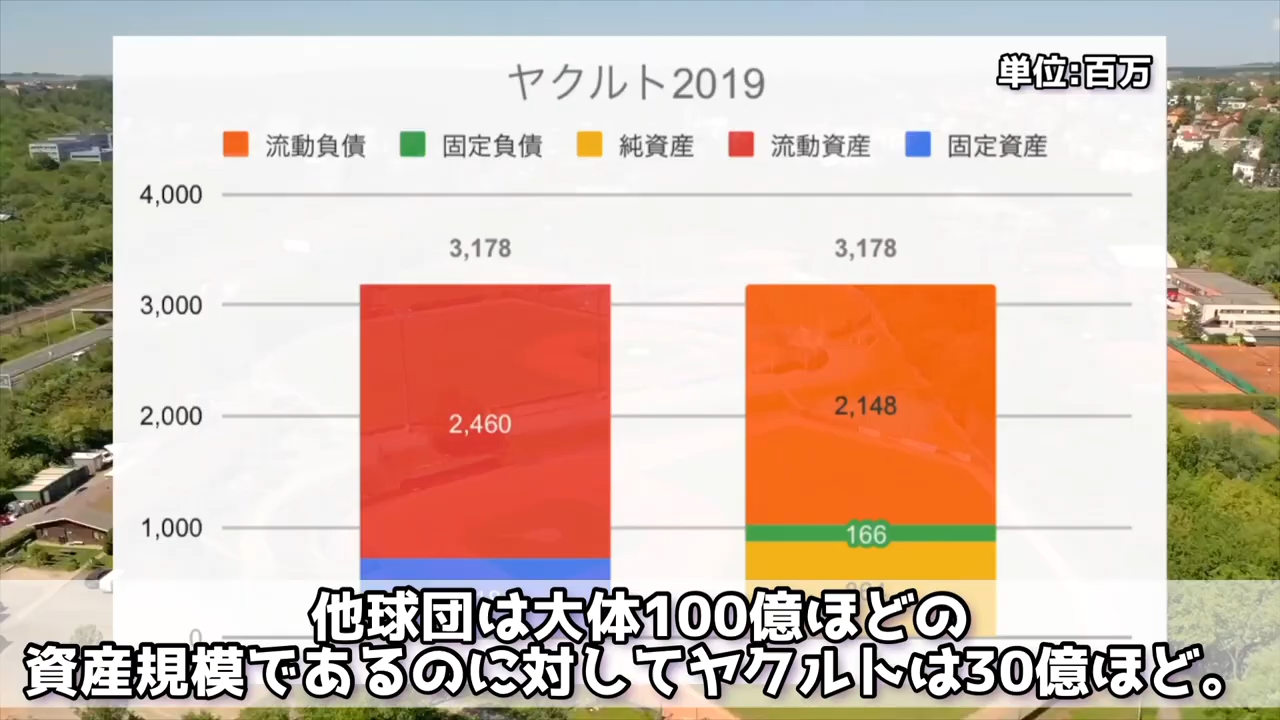 単位:百万
ヤクルト2019
流動負債 固定負債 純資産 流動資産 固定資産
4,000
3,178 3,178
3,000
2,460
2,148
2,000
1,000
166
0
他球団は大体100億ほどの
資産規模であるのに対してヤクルトは30億ほど。